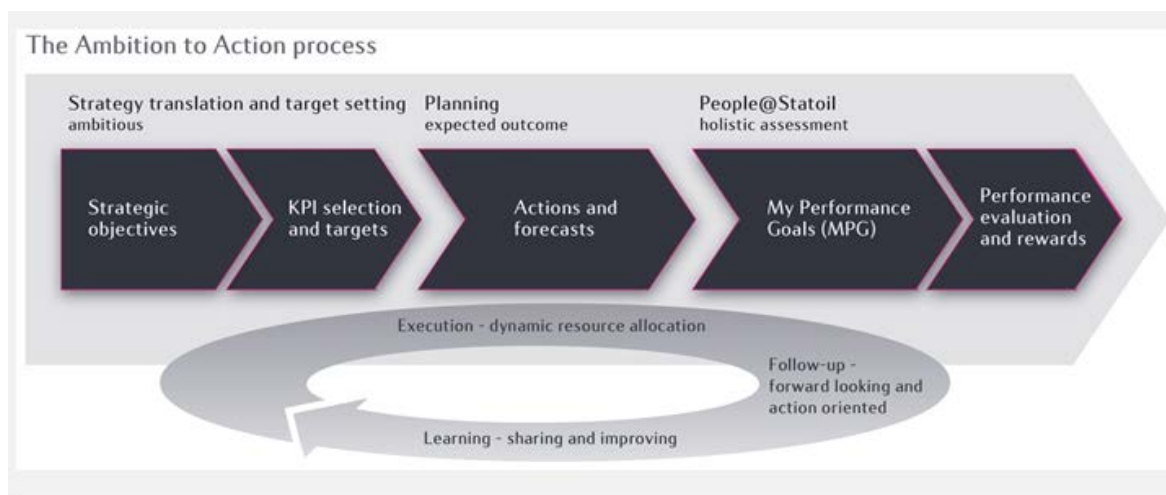 The Ambition to Action process
Strategy translation and target setting
ambitious
Planning
expected outcome
People@Statoil
holistic assessment
Strategic
objectives
KPI selection
and targets
Actions and
forecasts
My Performance
Goals (MPG)
Performance
evaluation
and rewards
Execution - dynamic resource allocation
Follow-up -
forward looking and
action oriented
Learning - sharing and improving